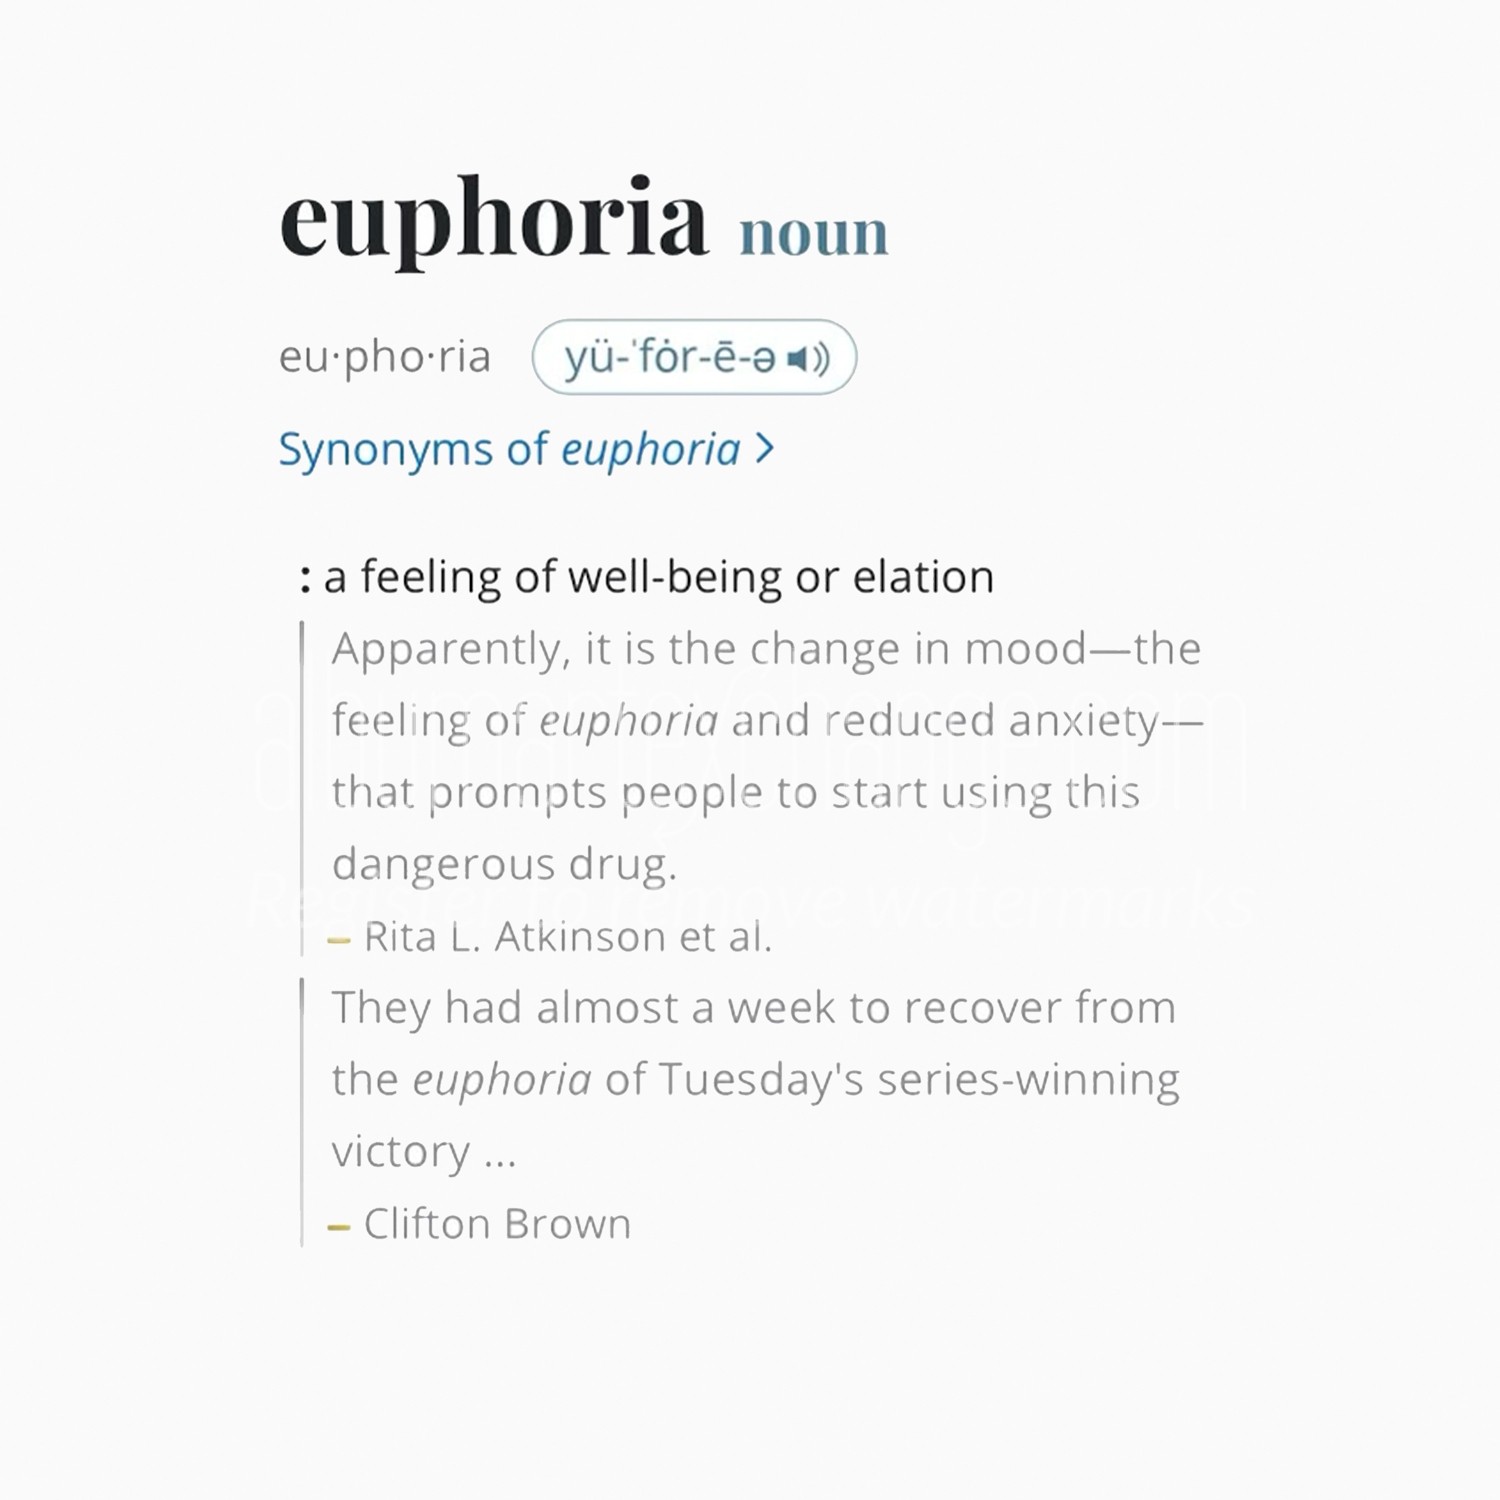 euphoria noun
eu·pho·ria yü-ˈfȯr-ē-ə
Synonyms of euphoria >
: a feeling of well-being or elation
Apparently, it is the change in mood—the
feeling of euphoria and reduced anxiety—
that prompts people to start using this
dangerous drug.
– Rita L. Atkinson et al.
They had almost a week to recover from
the euphoria of Tuesday's series-winning
victory ...
– Clifton Brown
Register to remove watermarks